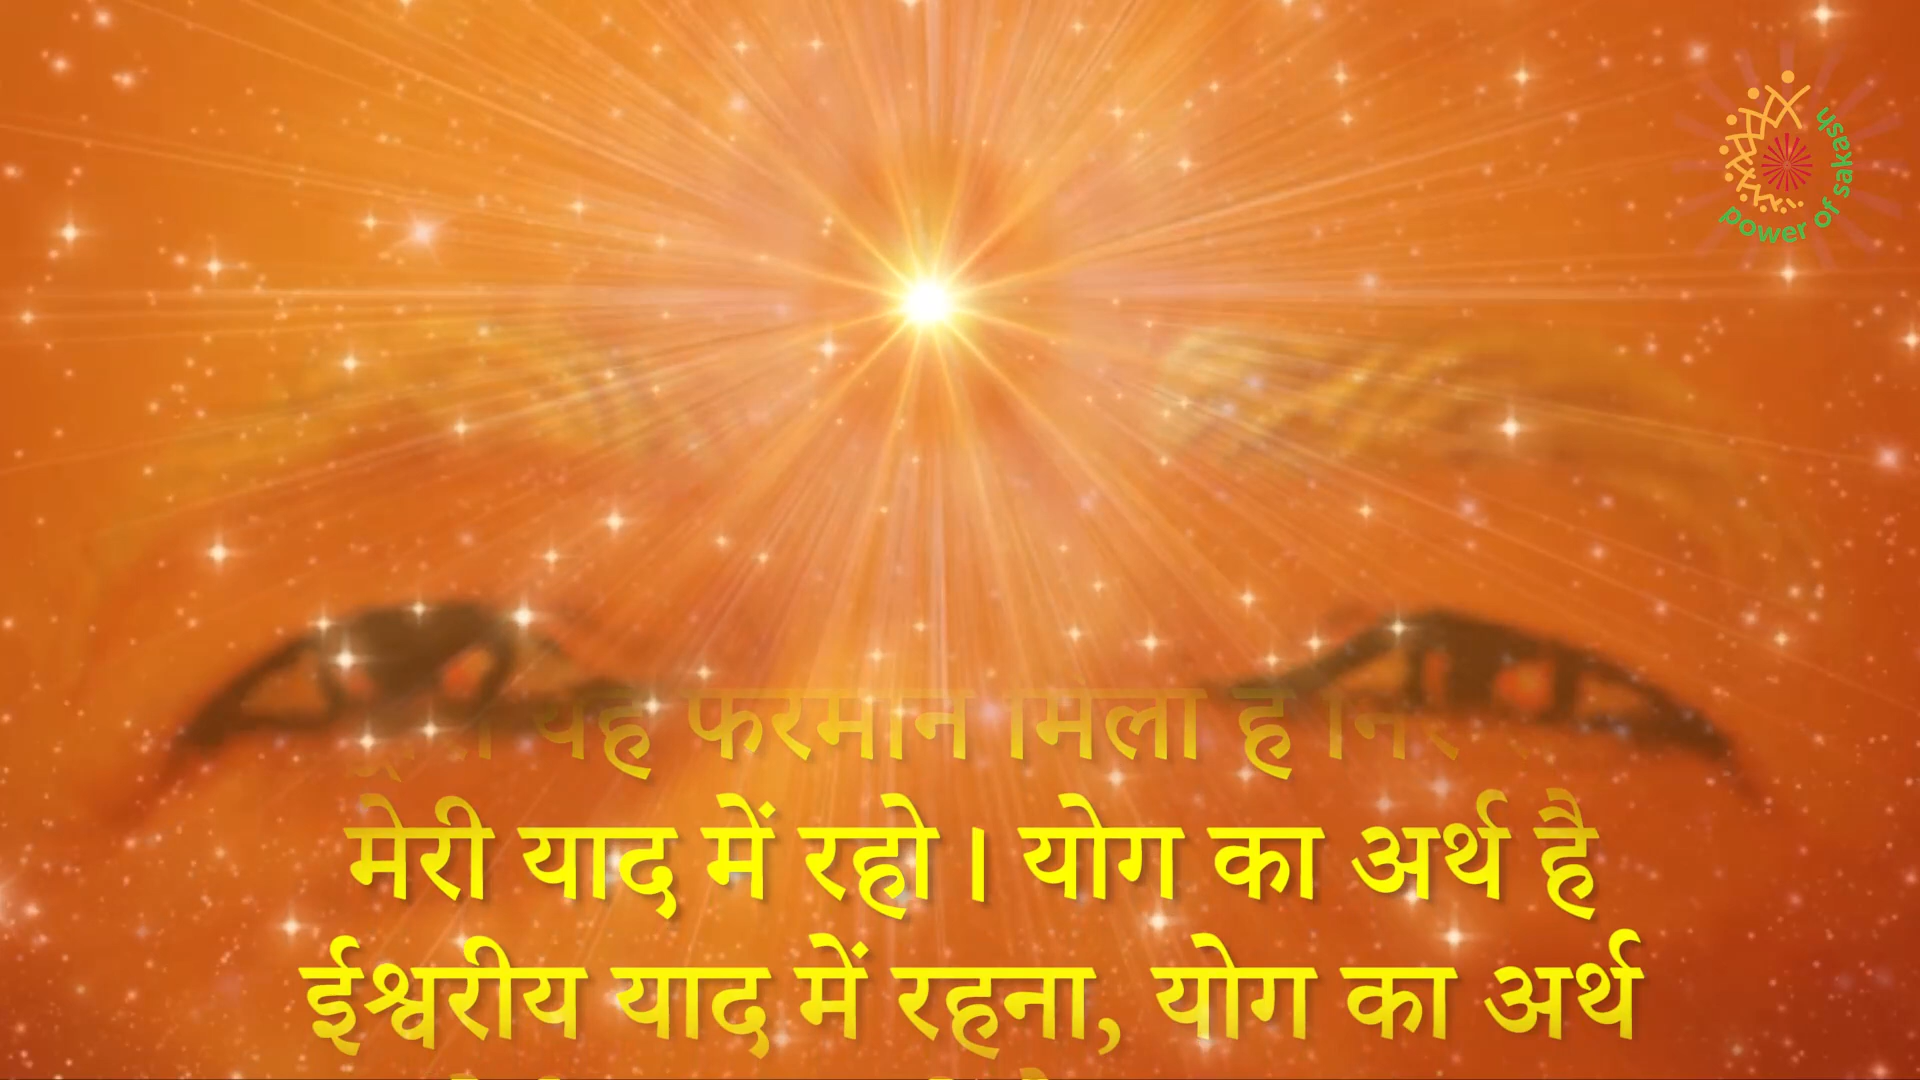 power of sakash
यह फरमान मिला है
मेरी याद में रहो । योग का अर्थ है
ईश्वरीय याद में रहना, योग का अर्थ